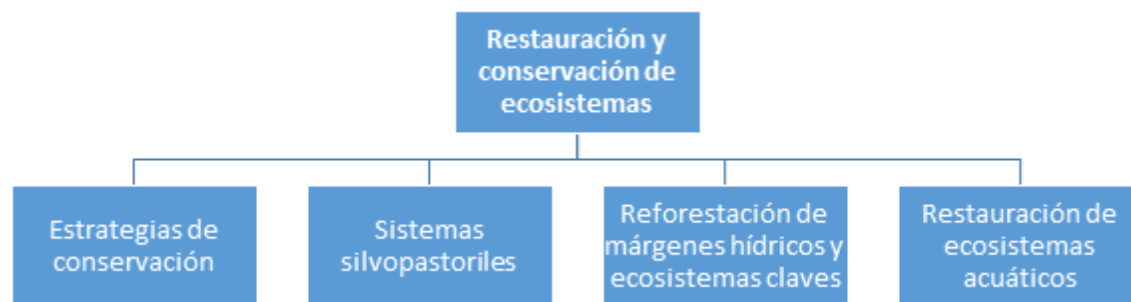 Restauración y
conservación de
ecosistemas
Estrategias de
conservación
Sistemas
silvopastoriles
Reforestación de
márgenes hídricos y
ecosistemas claves
Restauración de
ecosistemas
acuáticos